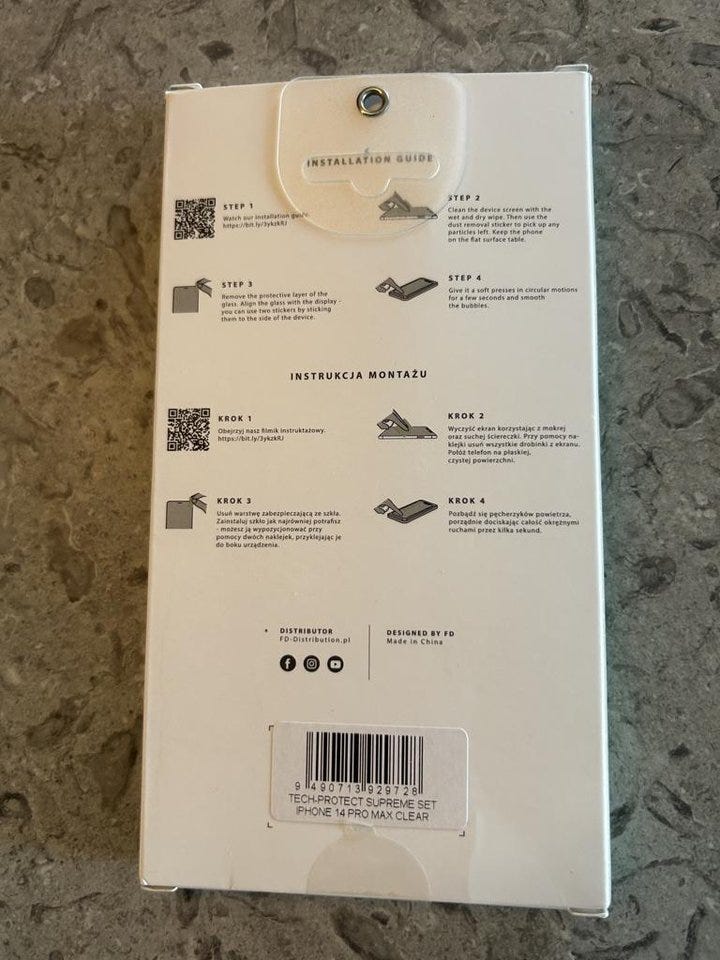 INSTALLATION GUIDE
STEP 1
Watch our installation guide.
https://bit.ly/3ykzkRJ
STEP 2
Clean the device screen with the
wet and dry wipe. Then use the
dust removal sticker to pick up any
particles left. Keep the phone
on the flat surface table.
STEP 3
Remove the protective layer of the
glass. Align the glass with the display -
you can use two stickers by sticking
them to the side of the device.
STEP 4
Give it a soft presses in circular motions
for a few seconds and smooth
the bubbles.
INSTRUKCJA MONTAŻU
KROK 1
Obejrzyj nasz filmik instruktażowy.
https://bit.ly/3ykzkRJ
KROK 2
Wyczyść ekran korzystając z mokrej
oraz suchej ściereczki. Przy pomocy na-
klejki usuń wszystkie drobinki z ekranu.
Połóż telefon na płaskiej,
czystej powierzchni.
KROK 3
Usuń warstwę zabezpieczającą ze szkła.
Zainstaluj szkło jak najrówniej potrafisz
- możesz ją wypozycjonować przy
pomocy dwóch naklejek, przyklejając je
do boku urządzenia.
KROK 4
Pozbądź się pęcherzyków powietrza,
porządnie dociskając całość okrężnymi
ruchami przez kilka sekund.
DISTRIBUTOR
FD-Distribution.pl
DESIGNED BY FD
Made in China
9 490713 929728
TECH-PROTECT SUPREME SET
IPHONE 14 PRO MAX CLEAR